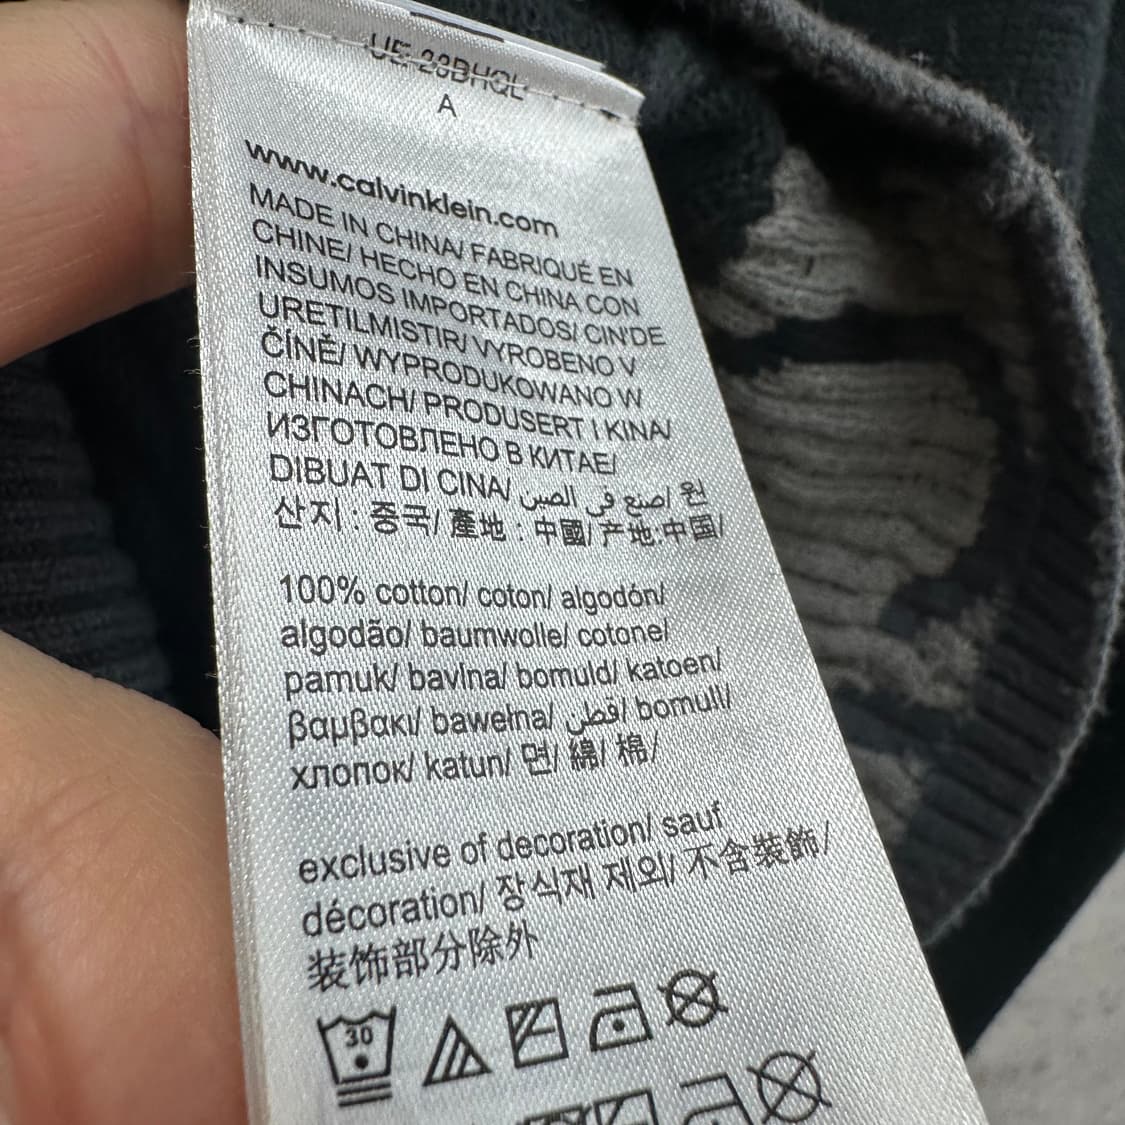 A
www.calvinklein.com
MADE IN CHINA/ FABRIQUÉ EN
CHINE/ HECHO EN CHINA CON
INSUMOS IMPORTADOS/ CIN'DE
URETILMISTIR/ VYROBENO V
ČÍNĚ/ WYPRODUKOWANO W
CHINACH/ PRODUSERT I KINA/
ИЗГОТОВЛЕНО В КИТАЕ/
DIBUAT DI CINA/ صنع في الصين/ 원
산지 : 중국/ 產地 : 中國/ 产地:中国/
100% cotton/ coton/ algodón/
algodão/ baumwolle/ cotone/
pamuk/ bavlna/ bomuld/ katoen/
βαμβακι/ bawełna/ قطن/ bomull/
хлопок/ katun/ 면/ 綿/ 棉/
exclusive of decoration/ sauf
décoration/ 장식재 제외/ 不含裝飾/
装饰部分除外
30